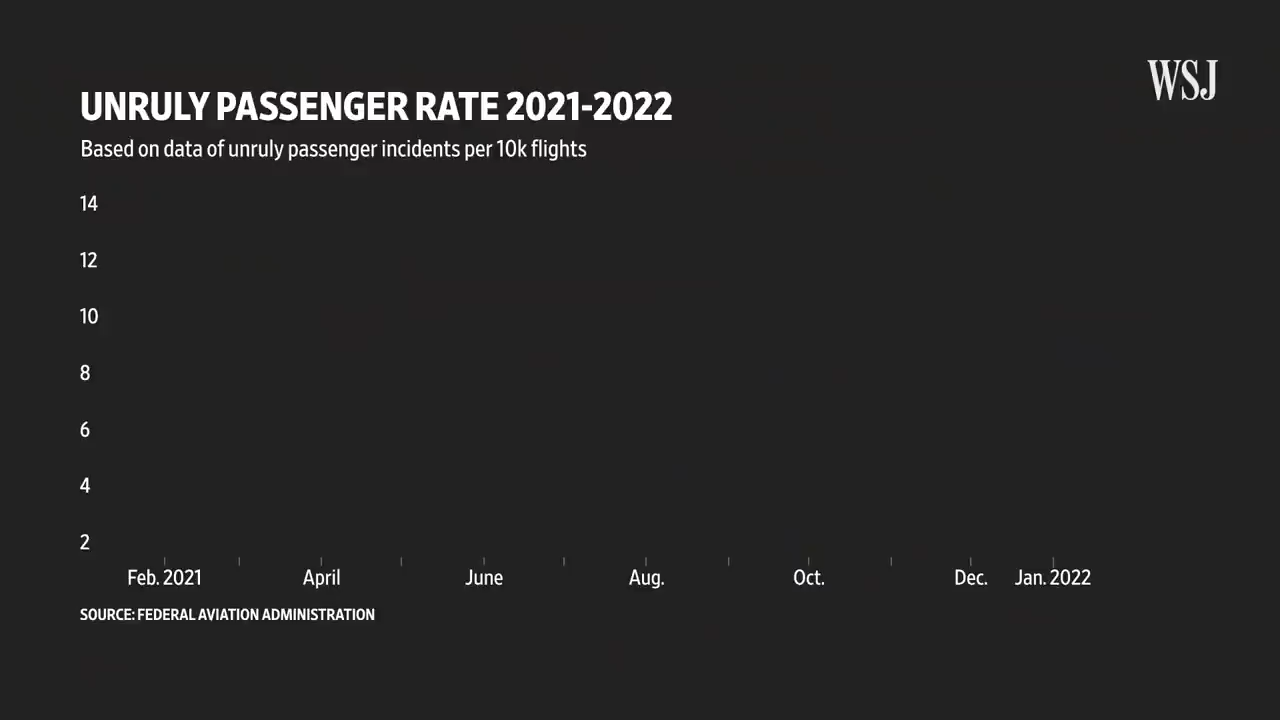 WSJ
UNRULY PASSENGER RATE 2021-2022
Based on data of unruly passenger incidents per 10k flights
14
12
10
8
6
4
2
Feb. 2021 April June Aug. Oct. Dec. Jan. 2022
SOURCE: FEDERAL AVIATION ADMINISTRATION